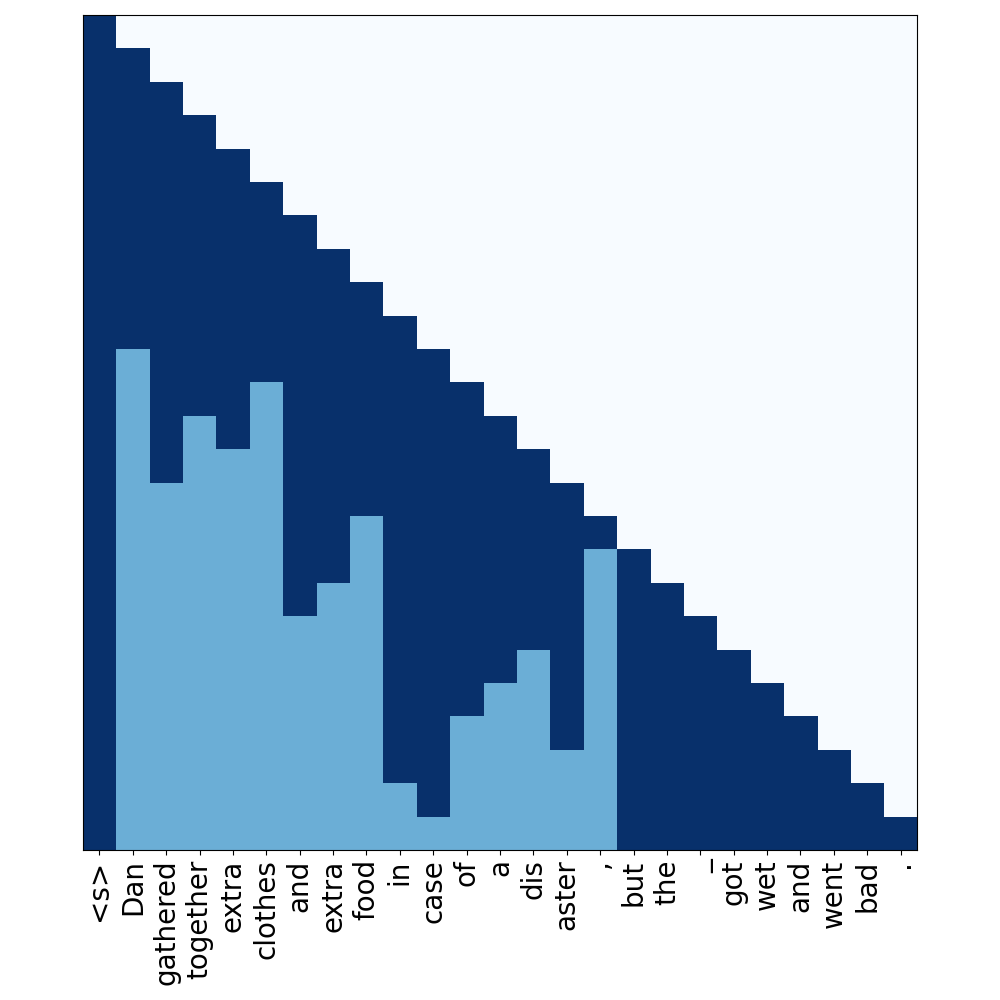 <s> Dan gathered together extra clothes and extra food in case of a dis aster , but the _ got wet and went bad .